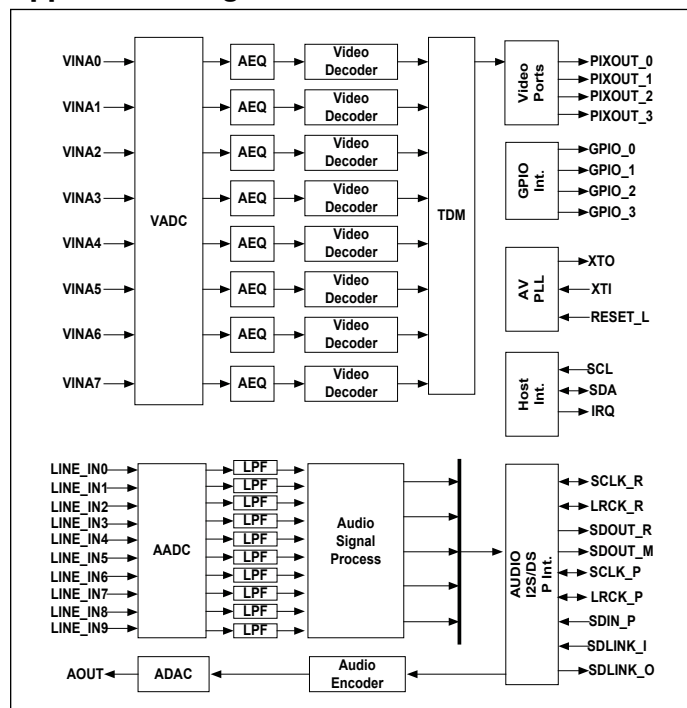 VINA0
VINA1
VINA2
VINA3
VINA4
VINA5
VINA6
VINA7
VADC
AEQ
AEQ
AEQ
AEQ
AEQ
AEQ
AEQ
AEQ
Video
Decoder
Video
Decoder
Video
Decoder
Video
Decoder
Video
Decoder
Video
Decoder
Video
Decoder
Video
Decoder
TDM
Video
Ports
PIXOUT_0
PIXOUT_1
PIXOUT_2
PIXOUT_3
GPIO
Int.
GPIO_0
GPIO_1
GPIO_2
GPIO_3
AV
PLL
XTO
XTI
RESET_L
Host
Int.
SCL
SDA
IRQ
LINE_IN0
LINE_IN1
LINE_IN2
LINE_IN3
LINE_IN4
LINE_IN5
LINE_IN6
LINE_IN7
LINE_IN8
LINE_IN9
AADC
LPF
LPF
LPF
LPF
LPF
LPF
LPF
LPF
LPF
LPF
Audio
Signal
Process
AUDIO
I2S/DS
P Int.
SCLK_R
LRCK_R
SDOUT_R
SDOUT_M
SCLK_P
LRCK_P
SDIN_P
SDLINK_I
SDLINK_O
AOUT
ADAC
Audio
Encoder